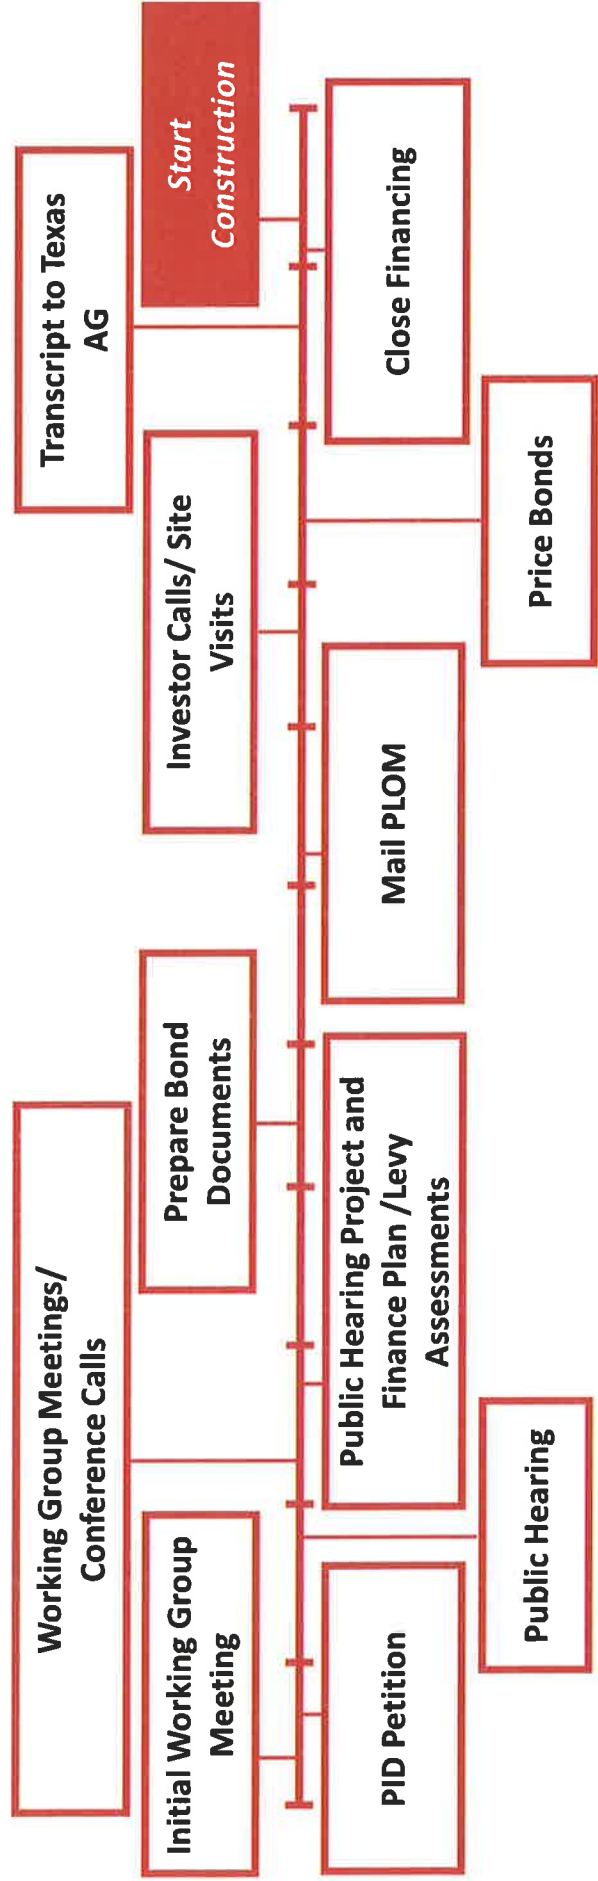 Working Group Meetings/
Conference Calls
Transcript to Texas
AG
Initial Working Group
Meeting
Prepare Bond
Documents
Investor Calls/ Site
Visits
Start
Construction
PID Petition
Public Hearing Project and
Finance Plan /Levy
Assessments
Mail PLOM
Close Financing
Public Hearing
Price Bonds